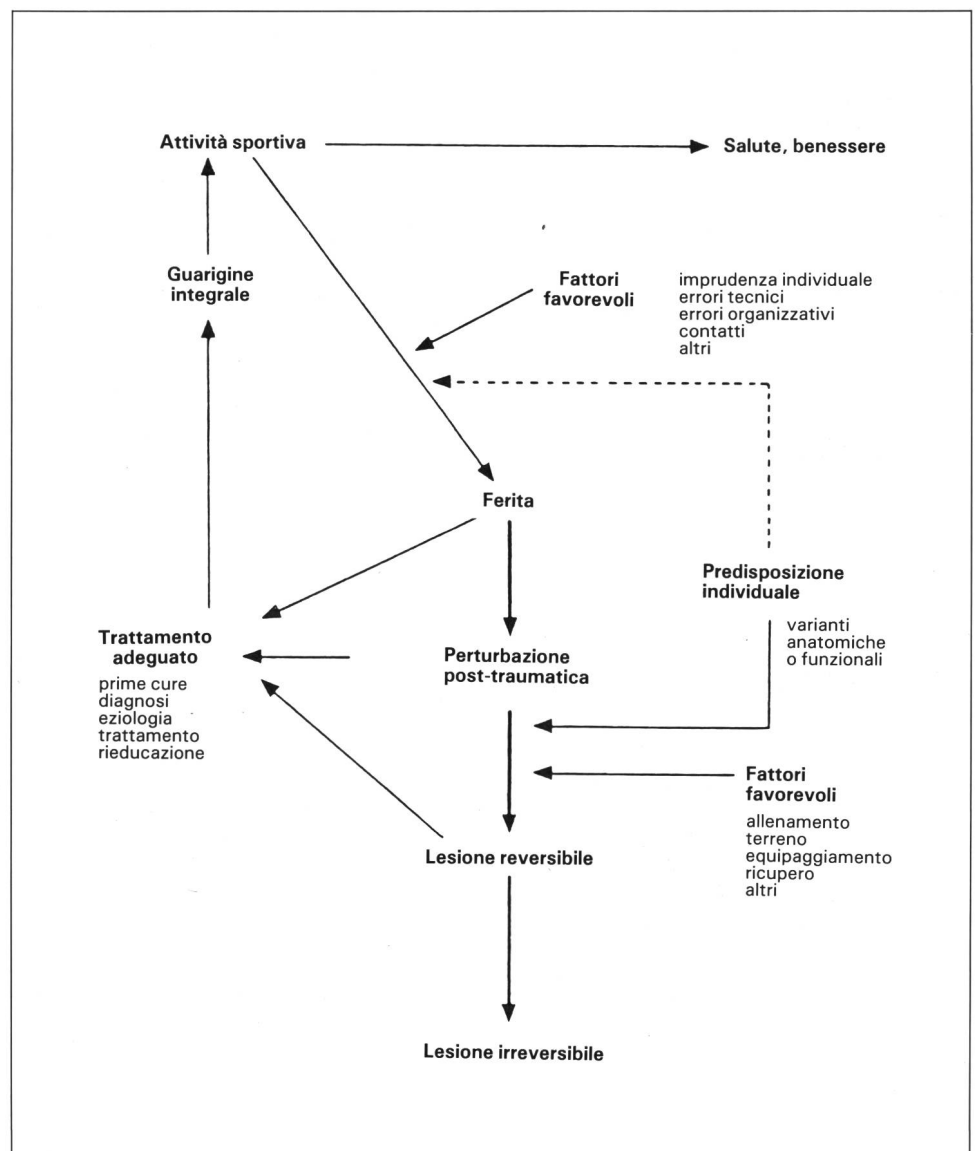 Attività sportiva
Salute, benessere
Guarigine
integrale
Fattori
favorevoli
imprudenza individuale
errori tecnici
errori organizzativi
contatti
altri
Ferita
Predisposizione
individuale
varianti
anatomiche
o funzionali
Trattamento
adeguato
prime cure
diagnosi
eziologia
trattamento
rieducazione
Perturbazione
post-traumatica
Fattori
favorevoli
allenamento
terreno
equipaggiamento
ricupero
altri
Lesione reversibile
Lesione irreversibile